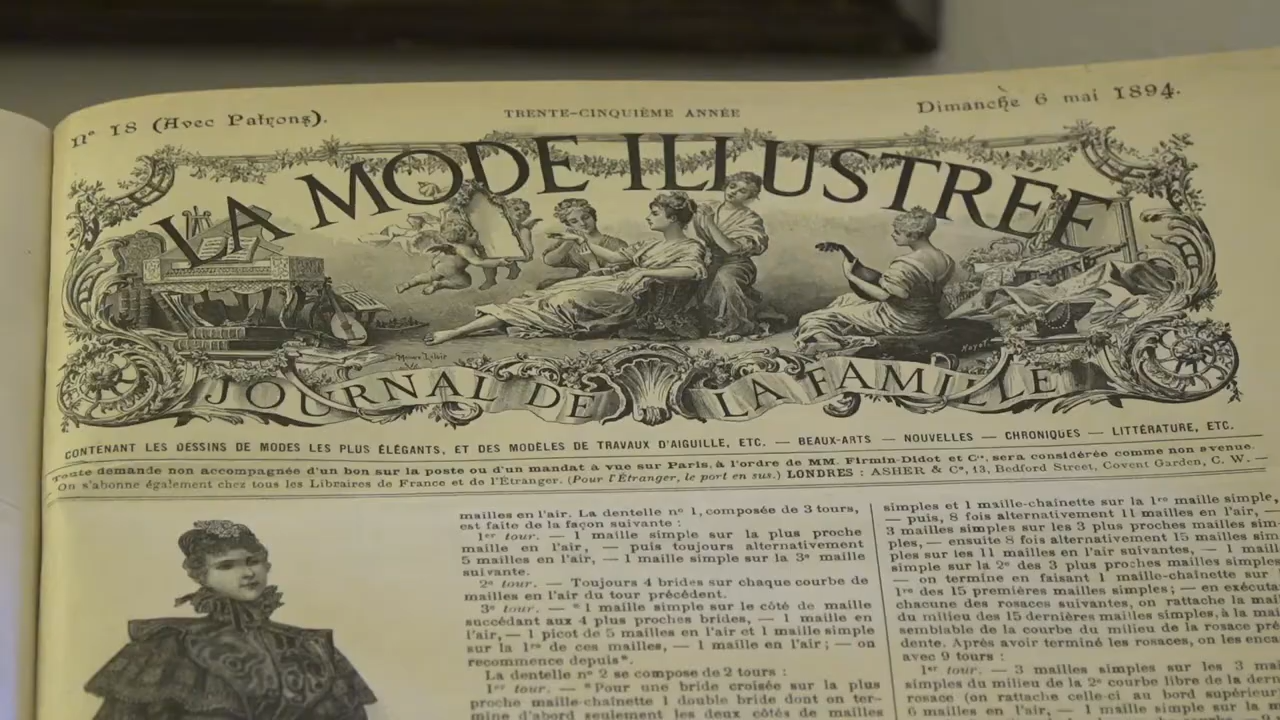 Nº 18 (Avec Patrons).
TRENTE-CINQUIÈME ANNÉE
Dimanche 6 mai 1894.
LA MODE ILLUSTRÉE
JOURNAL DE LA FAMILLE
CONTENANT LES DESSINS DE MODES LES PLUS ÉLÉGANTS, ET DES MODÈLES DE TRAVAUX D'AIGUILLE, ETC. — BEAUX-ARTS — NOUVELLES — CHRONIQUES — LITTÉRATURE, ETC.
Toute demande non accompagnée d'un bon sur la poste ou d'un mandat à vue sur Paris, à l'ordre de MM. Firmin-Didot et Cie, sera considérée comme non avenue.
On s'abonne également chez tous les Libraires de France et de l'Étranger. (Pour l'Étranger, le port en sus.) LONDRES : ASHER & Cº, 13, Bedford Street, Covent Garden, C. W. —
mailles en l'air. La dentelle nº 1, composée de 3 tours,
est faite de la façon suivante :
1er tour. — 1 maille simple sur la plus proche
maille en l'air, — puis toujours alternativement
5 mailles en l'air, — 1 maille simple sur la 3e maille
suivante.
2e tour. — Toujours 4 brides sur chaque courbe de
mailles en l'air du tour précédent.
3e tour. — * 1 maille simple sur le côté de maille
succédant aux 4 plus proches brides, — 1 maille en
l'air, — 1 picot de 5 mailles en l'air et 1 maille simple
sur la 1re de ces mailles, — 1 maille en l'air ; — on
recommence depuis*.
La dentelle nº 2 se compose de 2 tours :
1er tour. — * Pour une bride croisée sur la plus
proche maille-chaînette 1 double bride dont on ter-
mine d'abord seulement les deux côtés de mailles
simples et 1 maille-chaînette sur la 1re maille simple,
— puis, 8 fois alternativement 11 mailles en l'air, —
3 mailles simples sur les 3 plus proches mailles sim-
ples, — ensuite 8 fois alternativement 15 mailles sim-
ples sur les 11 mailles en l'air suivantes, — 1 mail
simple sur la 2e des 3 plus proches mailles simples
— on termine en faisant 1 maille-chaînette sur
1re des 15 premières mailles simples ; — en exécuta
chacune des rosaces suivantes, on rattache la mai
du milieu des 15 dernières mailles simples, à la mai
semblable de la courbe du milieu de la rosace pré
dente. Après avoir terminé les rosaces, on les enca
avec 9 tours :
1er tour. — 3 mailles simples sur les 3 mai
simples du milieu de la 2e courbe libre de la dern
rosace (on rattache celle-ci au bord supérieur
6 mailles en l'air, — 1 maille simple sur la m